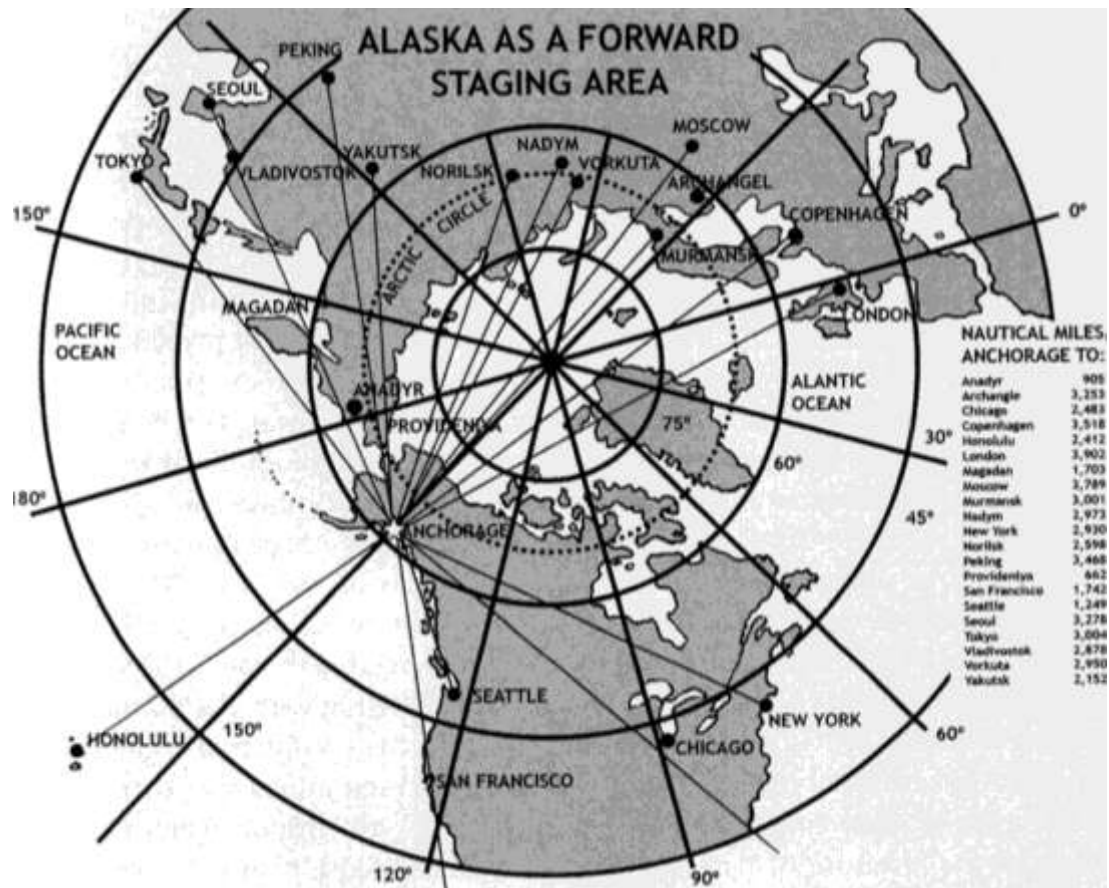 ALASKA AS A FORWARD
STAGING AREA
PEKING
SEOUL
TOKYO
VLADIVOSTOK
YAKUTSK
NORILSK
NADYM
VORKUTA
MOSCOW
ARCHANGEL
COPENHAGEN
MURMANSK
LONDON
0°
150°
ARCTIC
CIRCLE
MAGADAN
PACIFIC
OCEAN
ANADYR
PROVIDENIYA
ANCHORAGE
180°
75°
ALANTIC
OCEAN
30°
60°
45°
NAUTICAL MILES,
ANCHORAGE TO:
Anadyr 905
Archangle 3,253
Chicago 2,483
Copenhagen 3,518
Honolulu 2,412
London 3,902
Magadan 1,703
Moscow 3,789
Murmansk 3,001
Nadym 2,973
New York 2,930
Norilsk 2,598
Peking 3,468
Provideniya 662
San Francisco 1,742
Seattle 1,249
Seoul 3,278
Tokyo 3,004
Vladivostok 2,878
Vorkuta 2,950
Yakutsk 2,152
SEATTLE
NEW YORK
CHICAGO
HONOLULU
150°
60°
SAN FRANCISCO
120°
90°